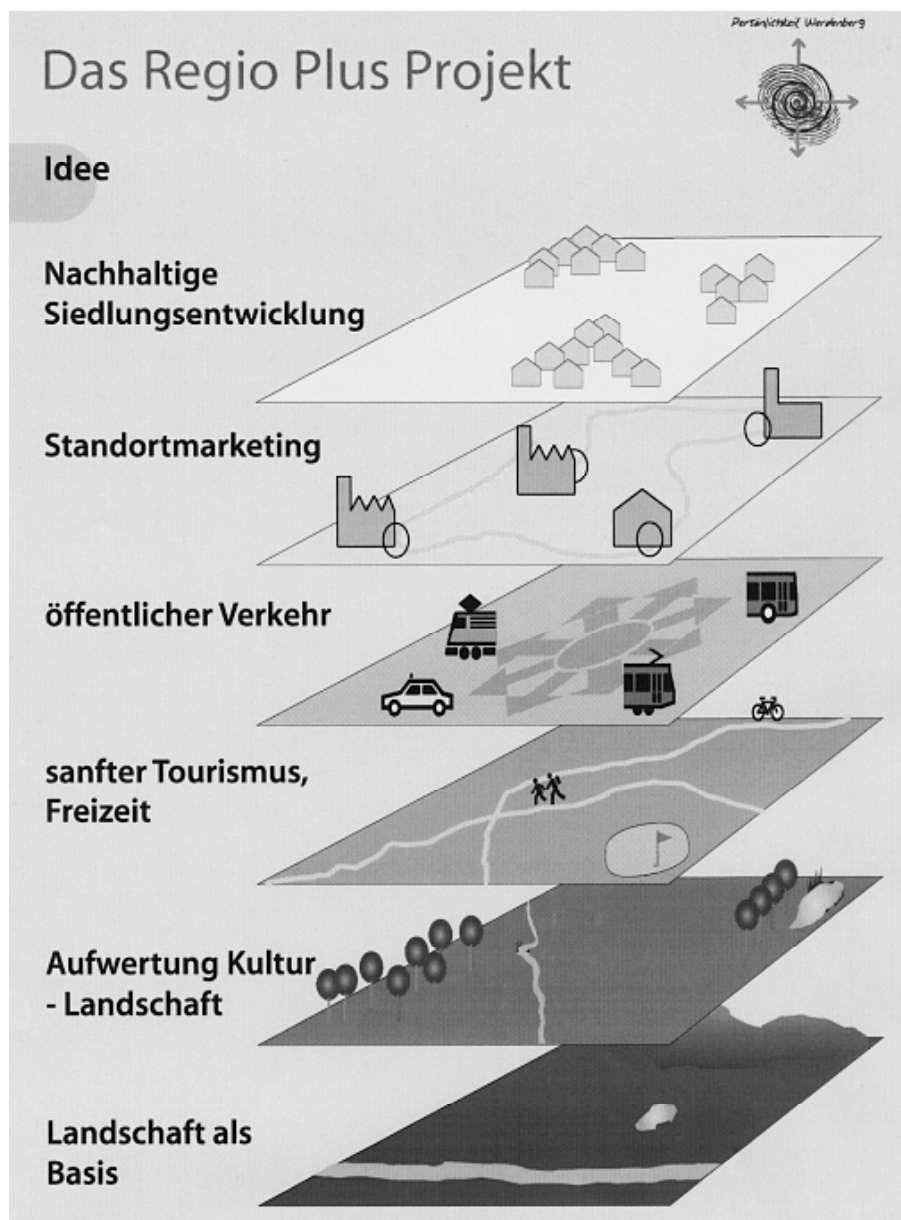 Persönlichkeit Werdenberg
Das Regio Plus Projekt
Idee
Nachhaltige
Siedlungsentwicklung
Standortmarketing
öffentlicher Verkehr
sanfter Tourismus,
Freizeit
Aufwertung Kultur
- Landschaft
Landschaft als
Basis